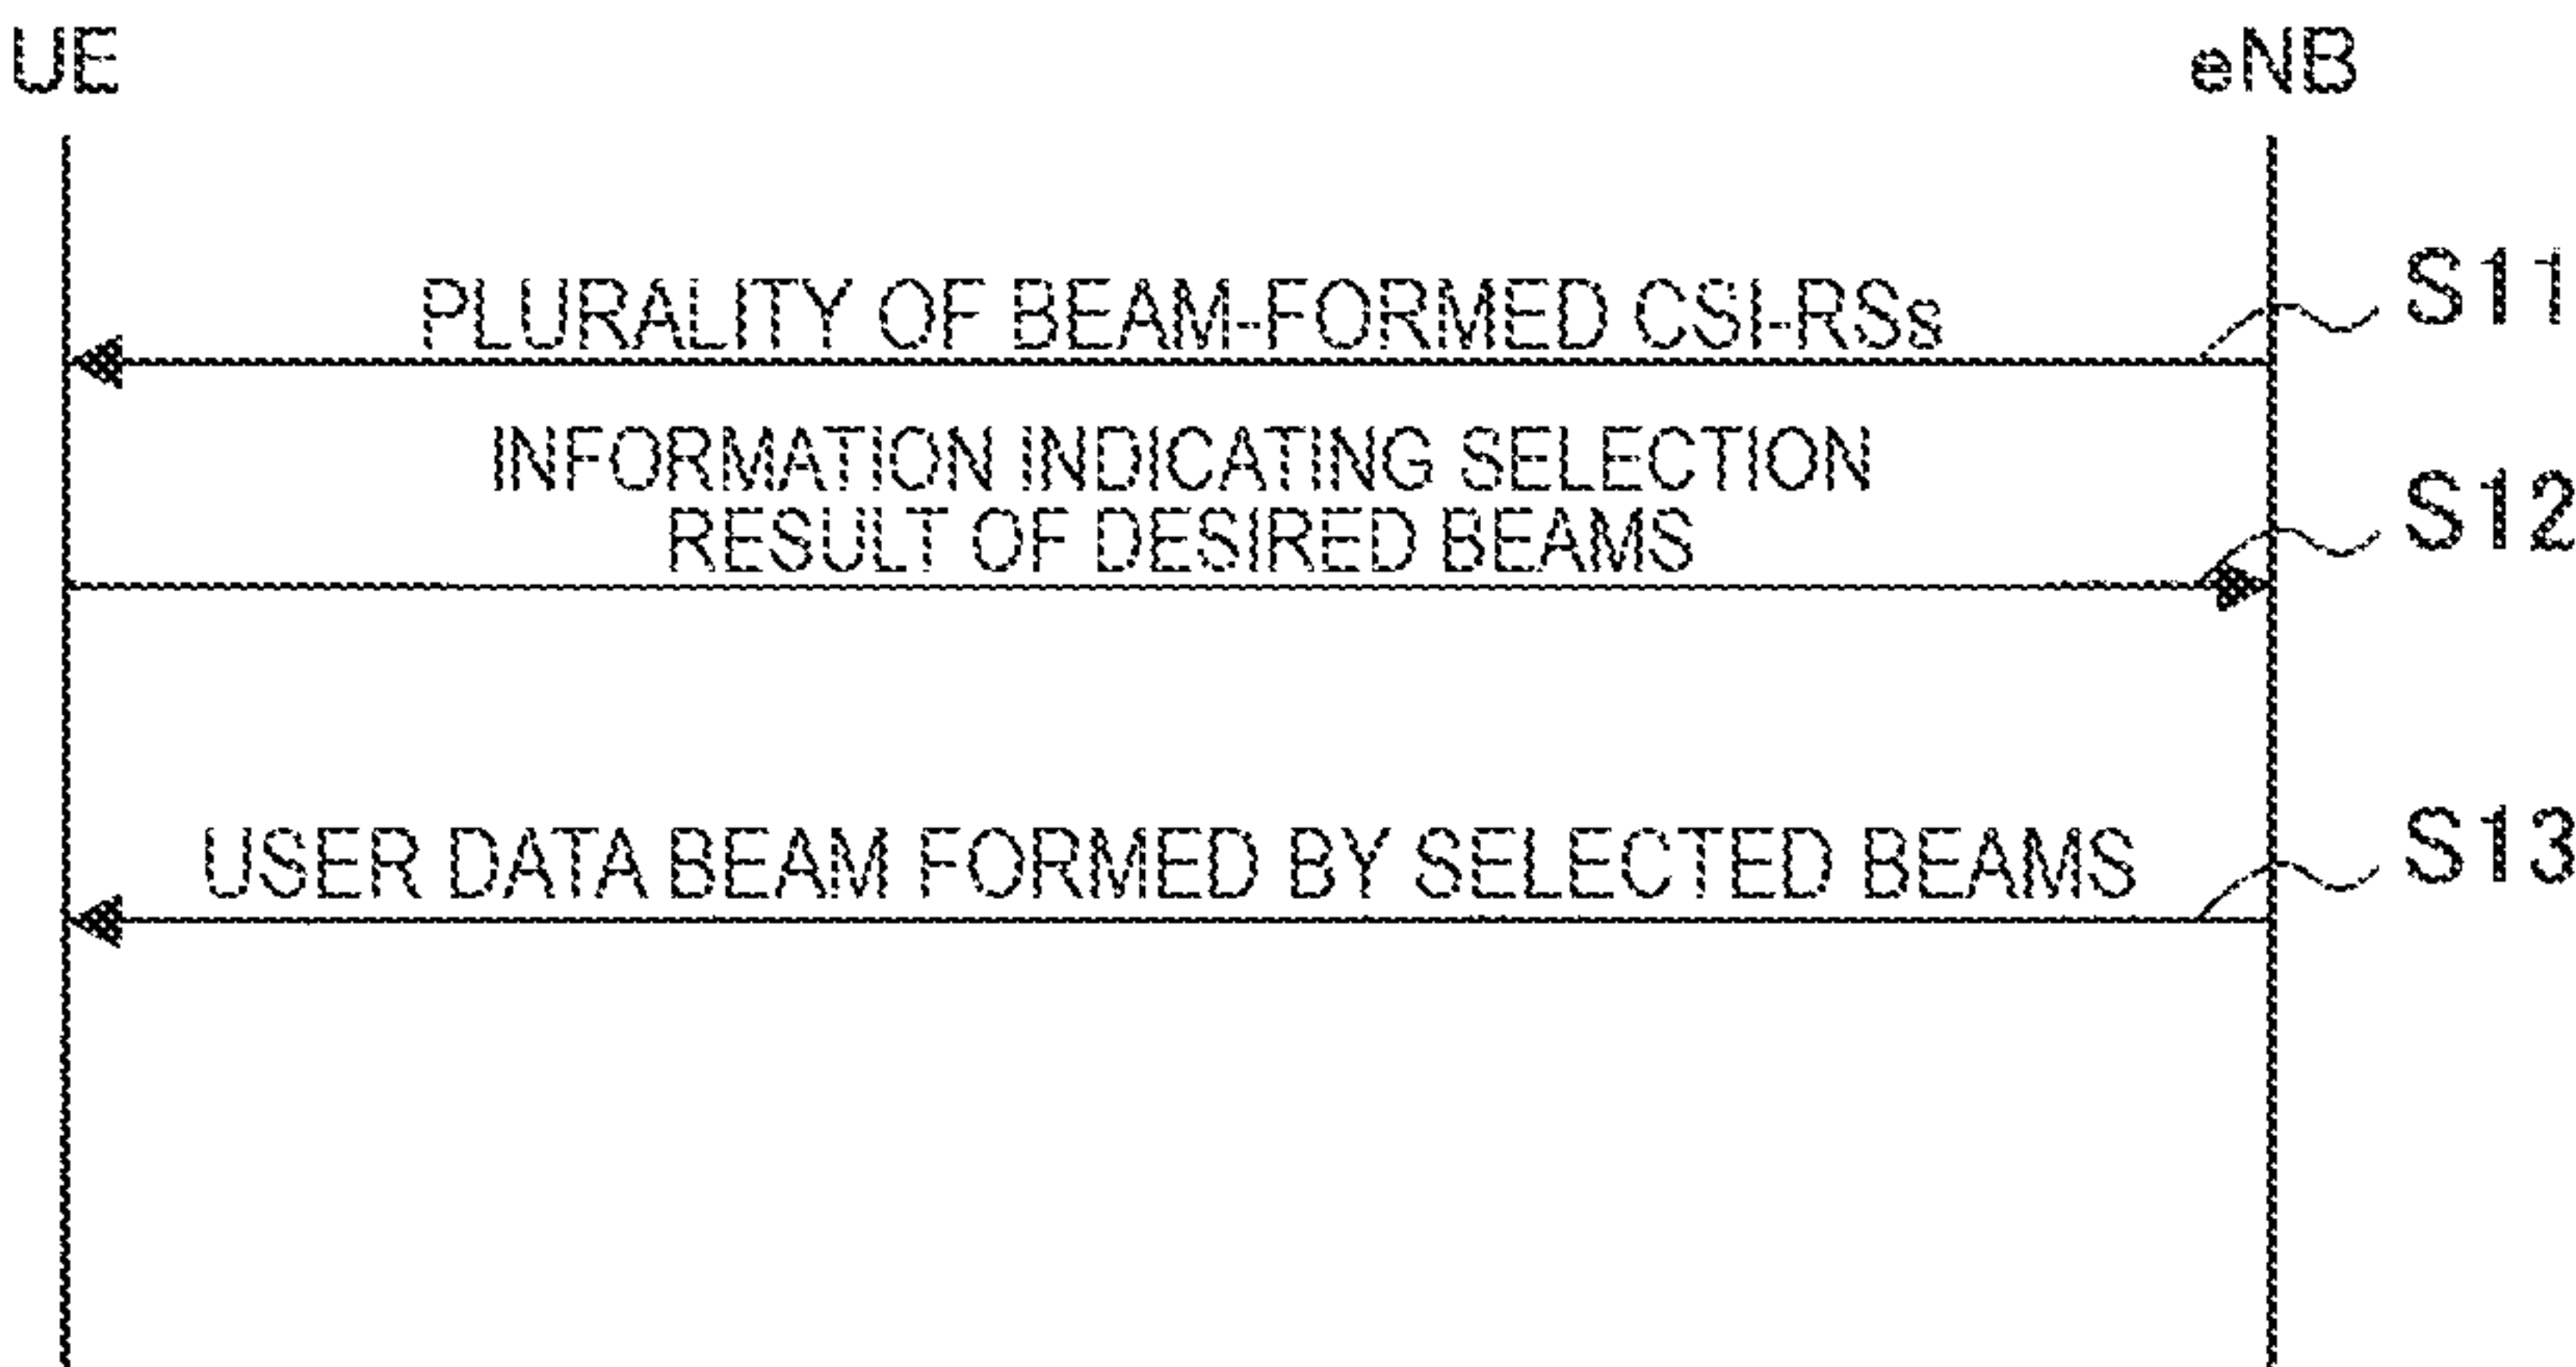 UE
eNB
PLURALITY OF BEAM-FORMED CSI-RSs
S11
INFORMATION INDICATING SELECTION
RESULT OF DESIRED BEAMS
S12
USER DATA BEAM FORMED BY SELECTED BEAMS
S13